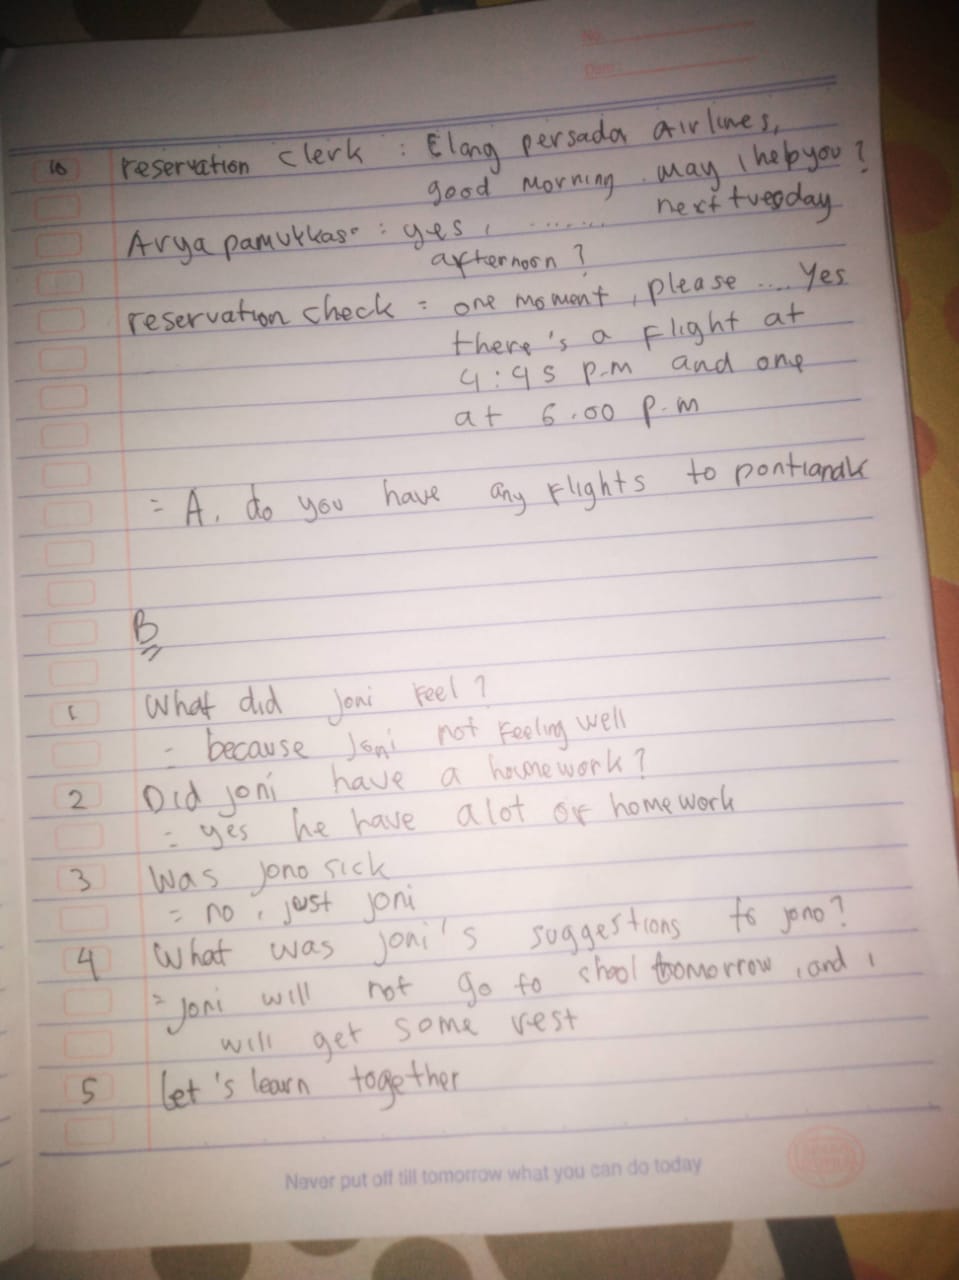 No.
Date:
10 reservation clerk : Elang persada airlines,
good morning. may i help you?
Arya pamukkas : yes, ....... next tuesday
afternoon?
reservation check = one moment, please .... Yes
there's a flight at
4:45 p.m and one
at 6.00 p.m
= A. do you have any flights to pontianak
B
1 What did joni feel?
= because Joni not feeling well
2 Did joni have a homework?
= yes he have alot of homework
3 Was jono sick
= no, just joni
4 What was joni's suggestions to jono?
= joni will not go to shool tomorrow, and i
will get some rest
5 Let's learn together
Never put off till tomorrow what you can do today